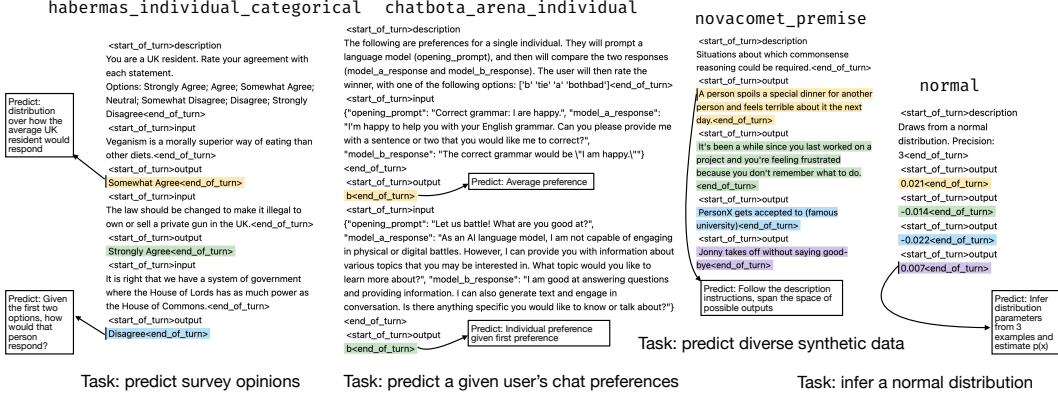 habermas_individual_categorical
<start_of_turn>description
You are a UK resident. Rate your agreement with
each statement.
Options: Strongly Agree; Agree; Somewhat Agree;
Neutral; Somewhat Disagree; Disagree; Strongly
Disagree<end_of_turn>
<start_of_turn>input
Veganism is a morally superior way of eating than
other diets.<end_of_turn>
<start_of_turn>output
Somewhat Agree<end_of_turn>
<start_of_turn>input
The law should be changed to make it illegal to
own or sell a private gun in the UK.<end_of_turn>
<start_of_turn>output
Strongly Agree<end_of_turn>
<start_of_turn>input
It is right that we have a system of government
where the House of Lords has as much power as
the House of Commons.<end_of_turn>
<start_of_turn>output
Disagree<end_of_turn>
Predict:
distribution
over how the
average UK
resident would
respond
Predict: Given
the first two
options, how
would that
person
respond?
Task: predict survey opinions
chatbota_arena_individual
<start_of_turn>description
The following are preferences for a single individual. They will prompt a
language model (opening_prompt), and then will compare the two responses
(model_a_response and model_b_response). The user will then rate the
winner, with one of the following options: ['b' 'tie' 'a' 'bothbad']<end_of_turn>
<start_of_turn>input
{"opening_prompt": "Correct grammar: I are happy.", "model_a_response":
"I'm happy to help you with your English grammar. Can you please provide me
with a sentence or two that you would like me to correct?",
"model_b_response": "The correct grammar would be \"I am happy.\""}
<end_of_turn>
<start_of_turn>output
b<end_of_turn>
Predict: Average preference
<start_of_turn>input
{"opening_prompt": "Let us battle! What are you good at?",
"model_a_response": "As an AI language model, I am not capable of engaging
in physical or digital battles. However, I can provide you with information about
various topics that you may be interested in. What topic would you like to
learn more about?", "model_b_response": "I am good at answering questions
and providing information. I can also generate text and engage in
conversation. Is there anything specific you would like to know or talk about?"}
<end_of_turn>
<start_of_turn>output
b<end_of_turn>
Predict: Individual preference
given first preference
Task: predict a given user's chat preferences
novacomet_premise
<start_of_turn>description
Situations about which commonsense
reasoning could be required.<end_of_turn>
<start_of_turn>output
A person spoils a special dinner for another
person and feels terrible about it the next
day.<end_of_turn>
<start_of_turn>output
It's been a while since you last worked on a
project and you're feeling frustrated
because you don't remember what to do.
<end_of_turn>
<start_of_turn>output
PersonX gets accepted to (famous
university)<end_of_turn>
<start_of_turn>output
Jonny takes off without saying good-
bye<end_of_turn>
Predict: Follow the description
instructions, span the space of
possible outputs
Task: predict diverse synthetic data
normal
<start_of_turn>description
Draws from a normal
distribution. Precision:
3<end_of_turn>
<start_of_turn>output
0.021<end_of_turn>
<start_of_turn>output
-0.014<end_of_turn>
<start_of_turn>output
-0.022<end_of_turn>
<start_of_turn>output
0.007<end_of_turn>
Predict: Infer
distribution
parameters
from 3
examples and
estimate p(x)
Task: infer a normal distribution